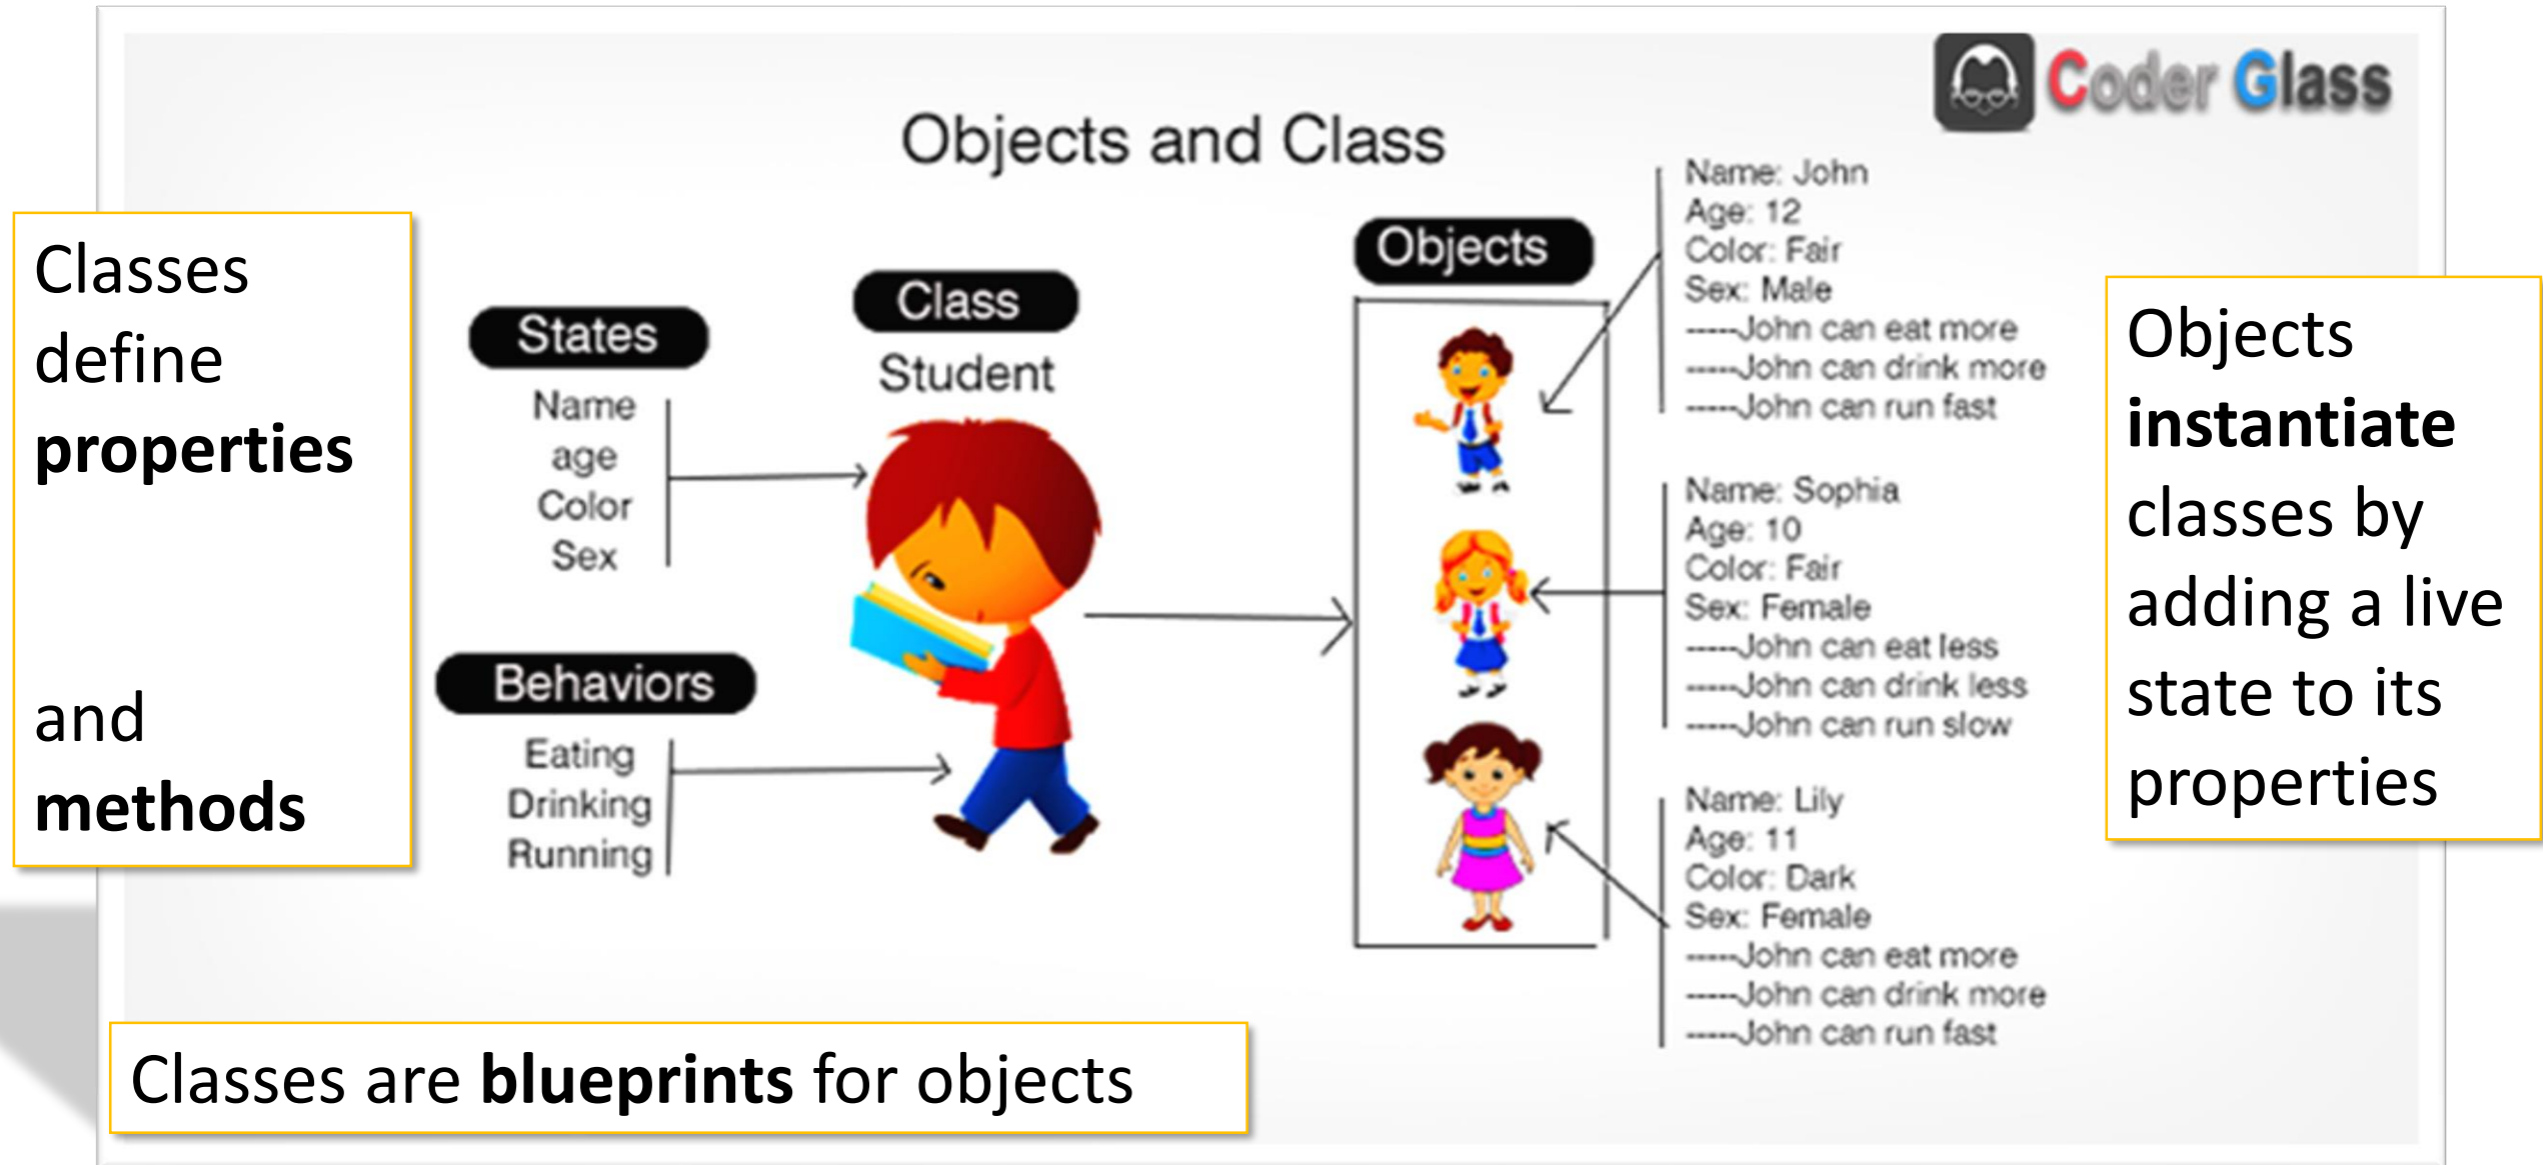 Coder Glass
Objects and Class
Classes
define
properties
and
methods
States
Name
age
Color
Sex
Behaviors
Eating
Drinking
Running
Class
Student
Objects
Name: John
Age: 12
Color: Fair
Sex: Male
-----John can eat more
-----John can drink more
-----John can run fast
Name: Sophia
Age: 10
Color: Fair
Sex: Female
-----John can eat less
-----John can drink less
-----John can run slow
Name: Lily
Age: 11
Color: Dark
Sex: Female
-----John can eat more
-----John can drink more
-----John can run fast
Objects
instantiate
classes by
adding a live
state to its
properties
Classes are blueprints for objects